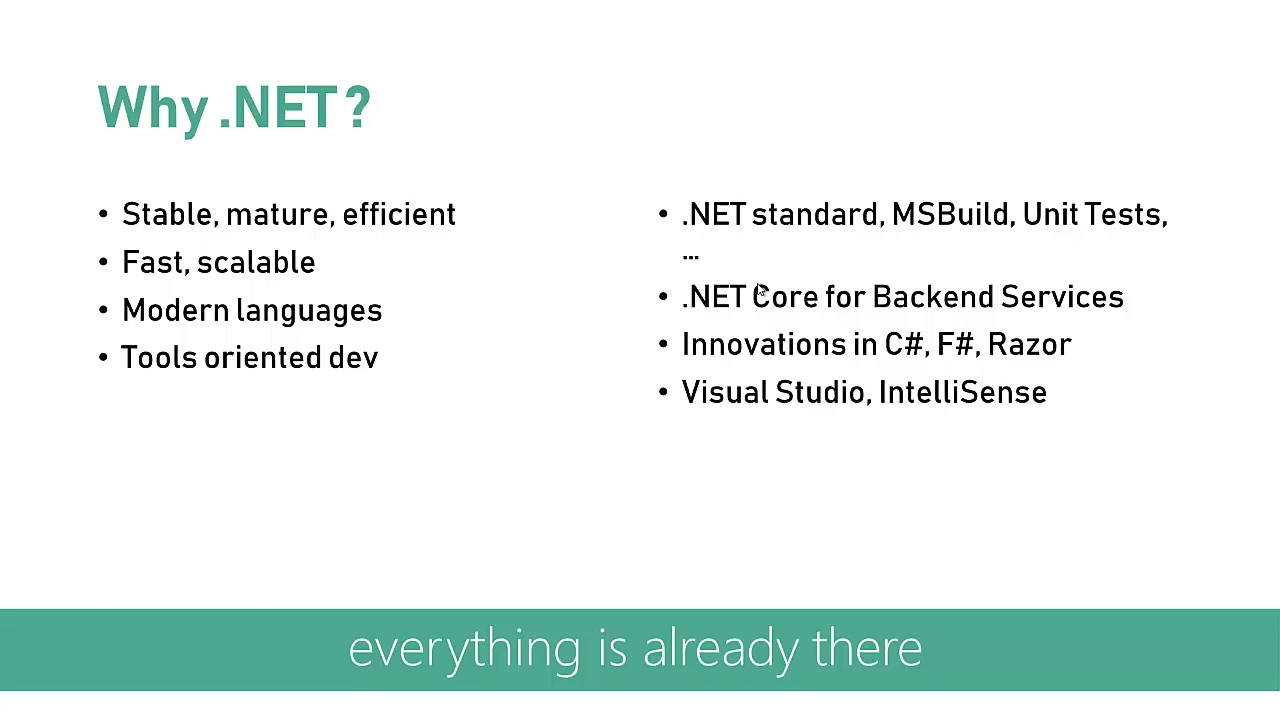 Why .NET?
• Stable, mature, efficient
• Fast, scalable
• Modern languages
• Tools oriented dev
• .NET standard, MSBuild, Unit Tests,
...
• .NET Core for Backend Services
• Innovations in C#, F#, Razor
• Visual Studio, IntelliSense
everything is already there